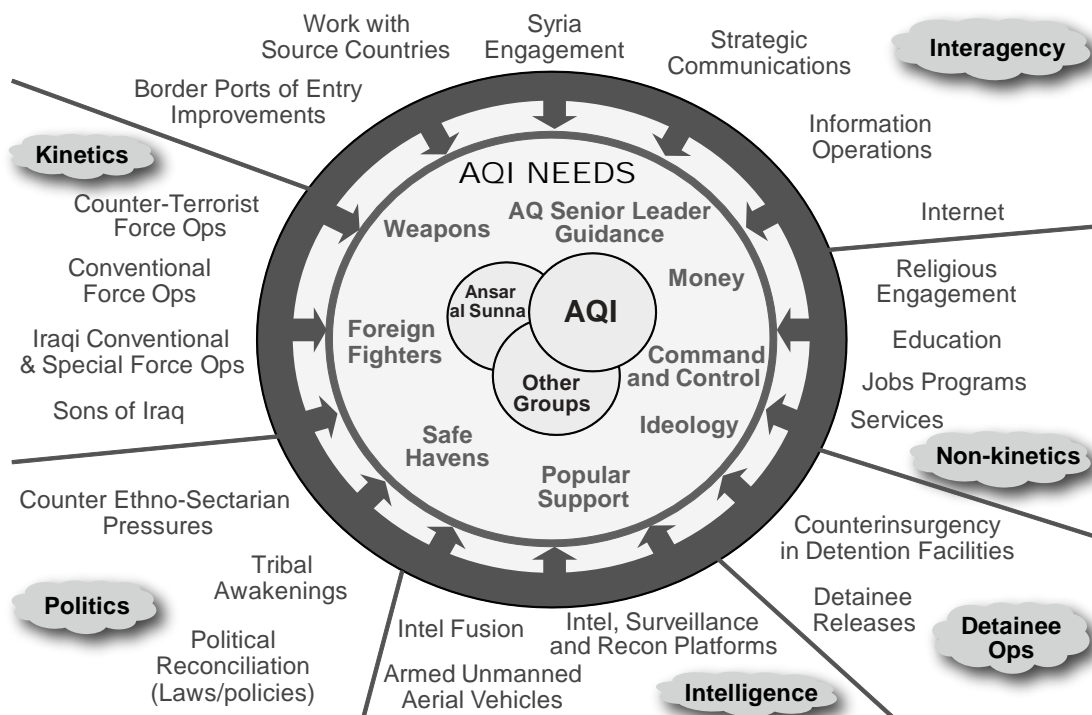 Work with
Source Countries
Syria
Engagement
Strategic
Communications
Interagency
Border Ports of Entry
Improvements
Information
Operations
Kinetics
Counter-Terrorist
Force Ops
Conventional
Force Ops
Iraqi Conventional
& Special Force Ops
Sons of Iraq
AQI NEEDS
Weapons
AQ Senior Leader
Guidance
Money
Ansar
al Sunna
AQI
Foreign
Fighters
Other
Groups
Command
and Control
Ideology
Safe
Havens
Popular
Support
Internet
Religious
Engagement
Education
Jobs Programs
Services
Non-kinetics
Counter Ethno-Sectarian
Pressures
Tribal
Awakenings
Politics
Political
Reconciliation
(Laws/policies)
Intel Fusion
Armed Unmanned
Aerial Vehicles
Intel, Surveillance
and Recon Platforms
Intelligence
Counterinsurgency
in Detention Facilities
Detainee
Releases
Detainee
Ops